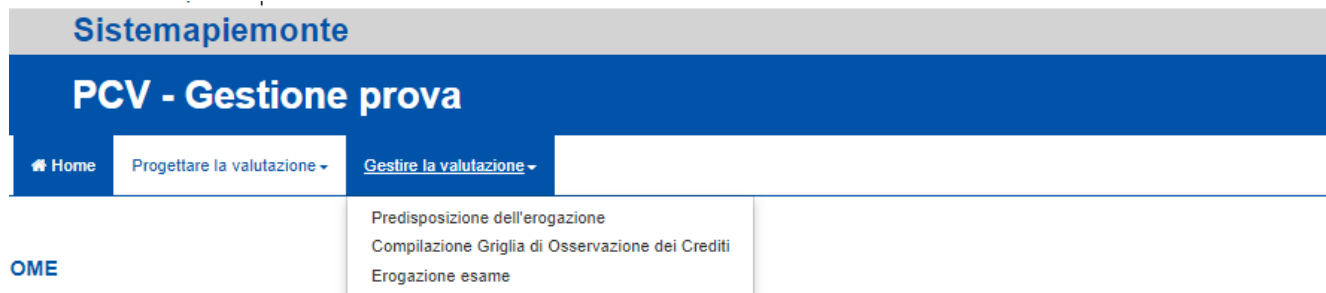 Sistemapiemonte
PCV - Gestione prova
Home Progettare la valutazione Gestire la valutazione
Predisposizione dell'erogazione
Compilazione Griglia di Osservazione dei Crediti
OME
Erogazione esame